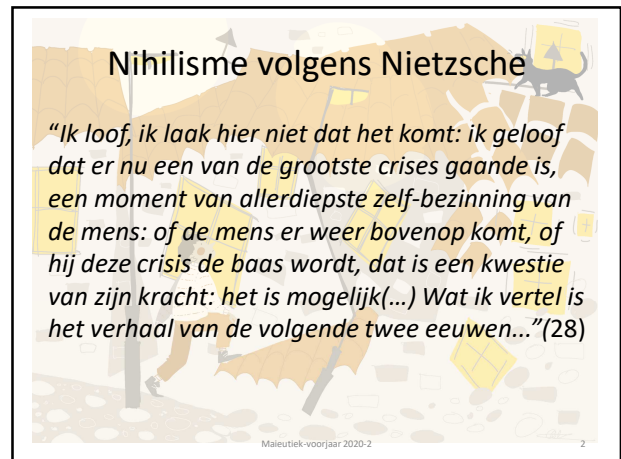 Nihilisme volgens Nietzsche
“Ik loof, ik laak hier niet dat het komt: ik geloof
dat er nu een van de grootste crises gaande is,
een moment van allerdiepste zelf-bezinning van
de mens: of de mens er weer bovenop komt, of
hij deze crisis de baas wordt, dat is een kwestie
van zijn kracht: het is mogelijk(…) Wat ik vertel is
het verhaal van de volgende twee eeuwen...”(28)
Maieutiek-voorjaar 2020-2
2